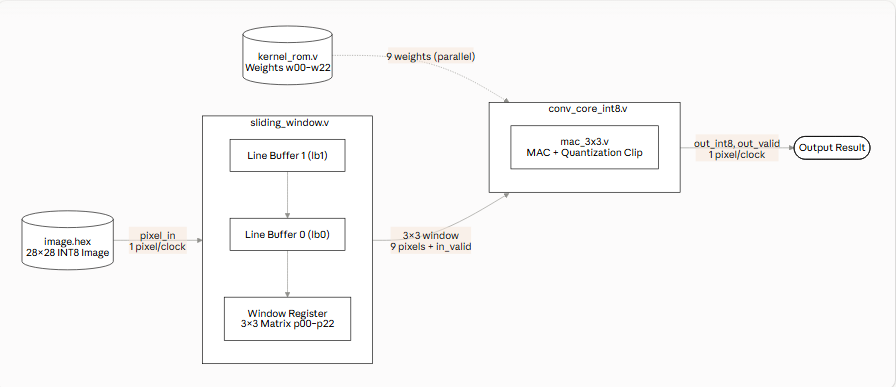 kernel_rom.v
Weights w00–w22
9 weights (parallel)
conv_core_int8.v
mac_3x3.v
MAC + Quantization Clip
out_int8, out_valid
1 pixel/clock
Output Result
sliding_window.v
Line Buffer 1 (lb1)
Line Buffer 0 (lb0)
Window Register
3×3 Matrix p00–p22
image.hex
28×28 INT8 Image
pixel_in
1 pixel/clock
3×3 window
9 pixels + in_valid